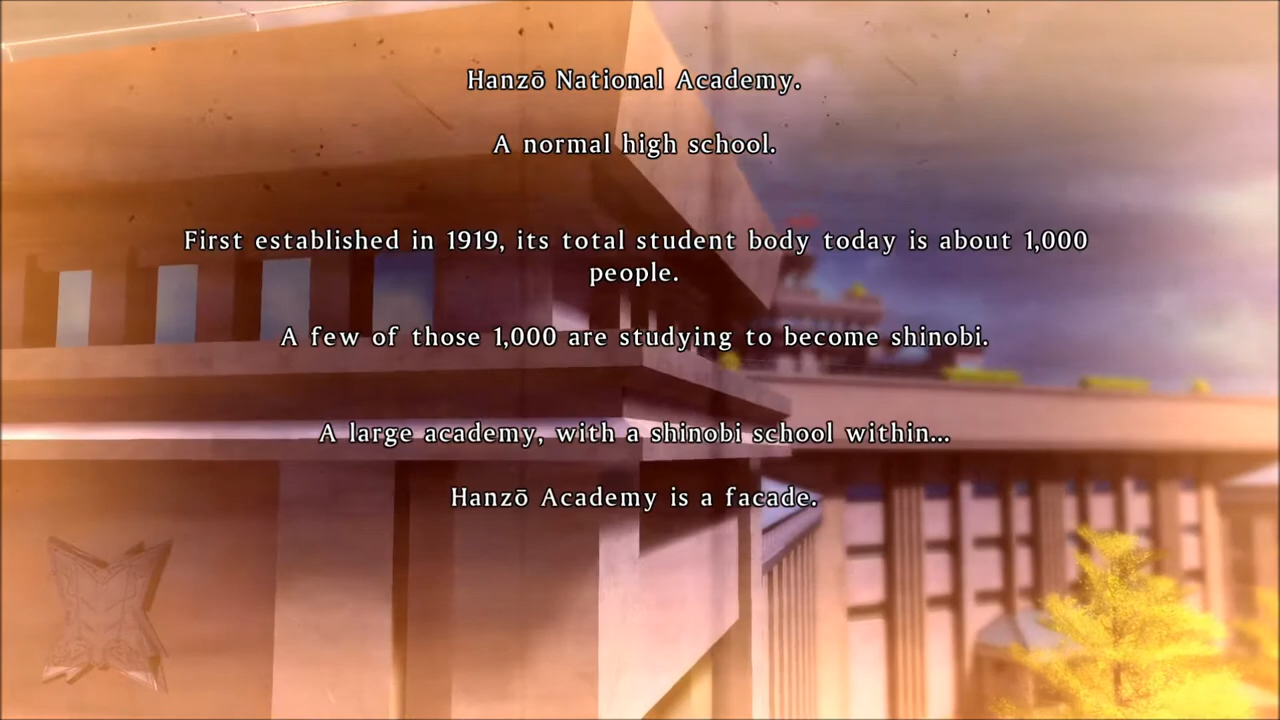 Hanzō National Academy.
A normal high school.
First established in 1919, its total student body today is about 1,000
people.
A few of those 1,000 are studying to become shinobi.
A large academy, with a shinobi school within...
Hanzō Academy is a facade.